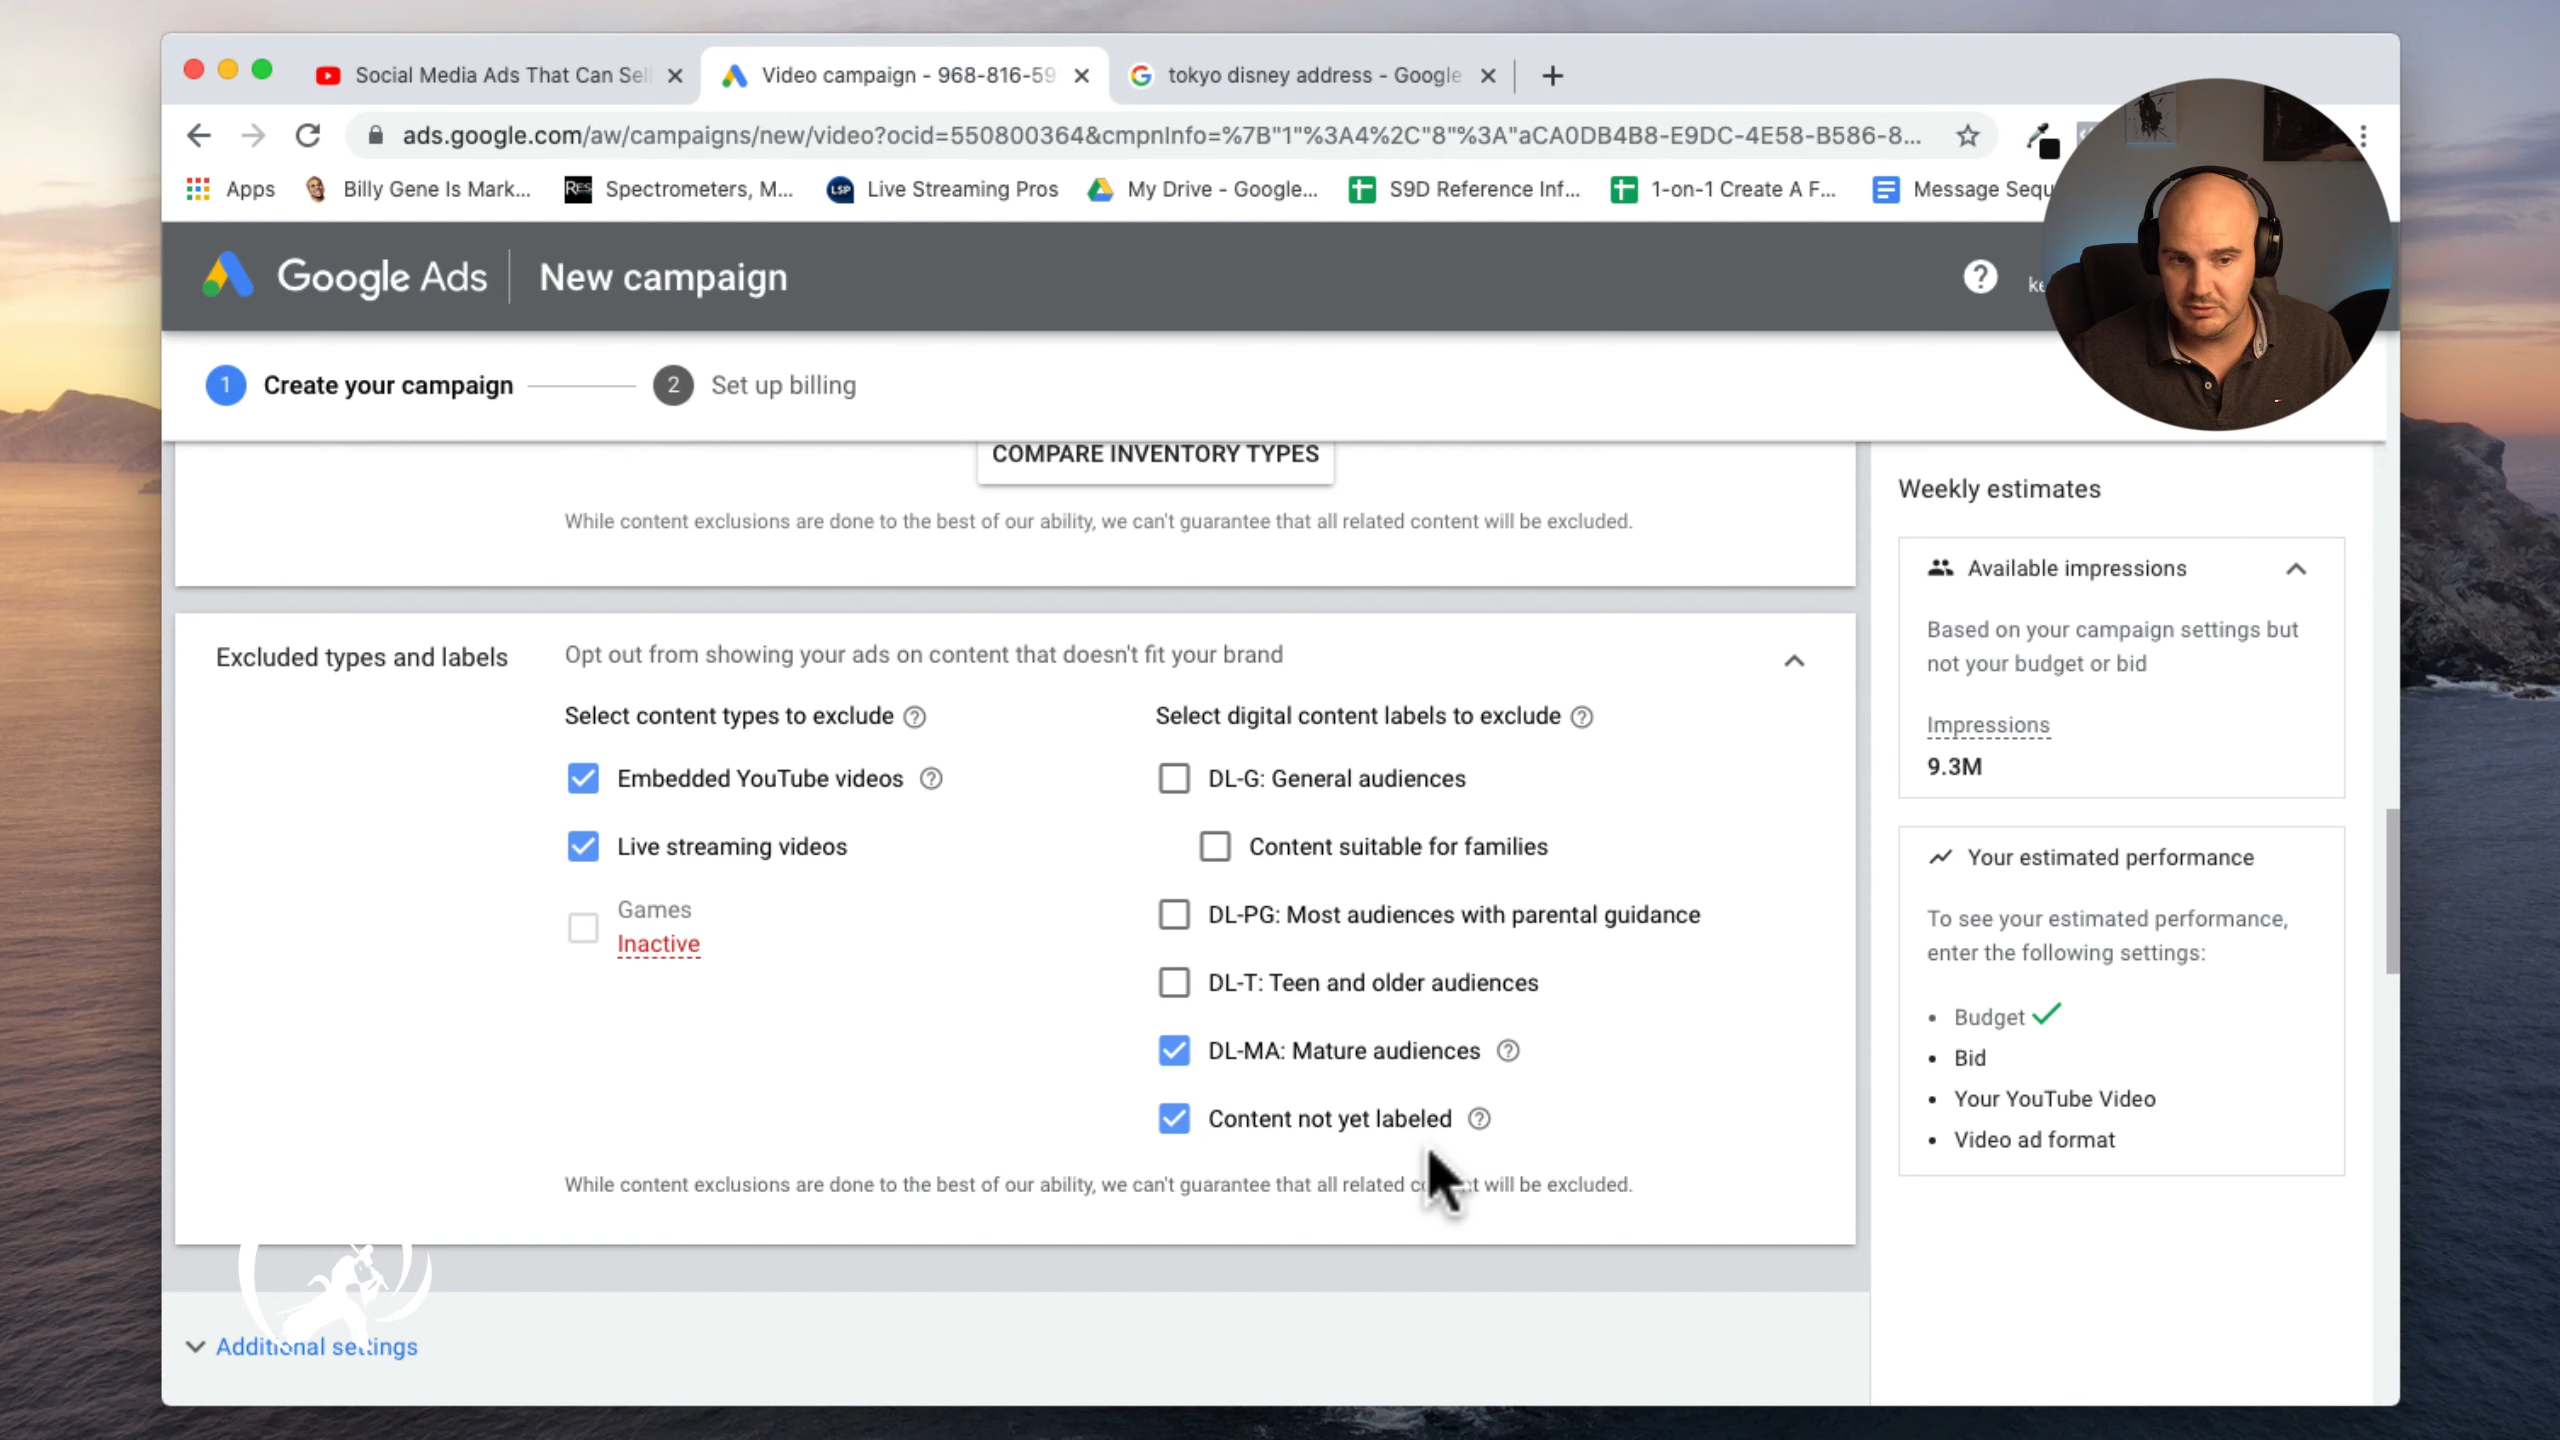 Social Media Ads That Can Sell
Video campaign - 968-816-59
tokyo disney address - Google
ads.google.com/aw/campaigns/new/video?ocid=550800364&cmpnInfo=%7B"1"%3A4%2C"8"%3A"aCA0DB4B8-E9DC-4E58-B586-8...
Apps
Billy Gene Is Mark...
RES
Spectrometers, M...
LSP
Live Streaming Pros
My Drive - Google...
S9D Reference Inf...
1-on-1 Create A F...
Message Sequ
Google Ads
New campaign
?
ke
1 Create your campaign
2 Set up billing
COMPARE INVENTORY TYPES
While content exclusions are done to the best of our ability, we can't guarantee that all related content will be excluded.
Excluded types and labels
Opt out from showing your ads on content that doesn't fit your brand
Select content types to exclude ?
Embedded YouTube videos ?
Live streaming videos
Games
Inactive
Select digital content labels to exclude ?
DL-G: General audiences
Content suitable for families
DL-PG: Most audiences with parental guidance
DL-T: Teen and older audiences
DL-MA: Mature audiences ?
Content not yet labeled ?
While content exclusions are done to the best of our ability, we can't guarantee that all related will be excluded.
Additional settings
Weekly estimates
Available impressions
Based on your campaign settings but
not your budget or bid
Impressions
9.3M
Your estimated performance
To see your estimated performance,
enter the following settings:
• Budget
• Bid
• Your YouTube Video
• Video ad format